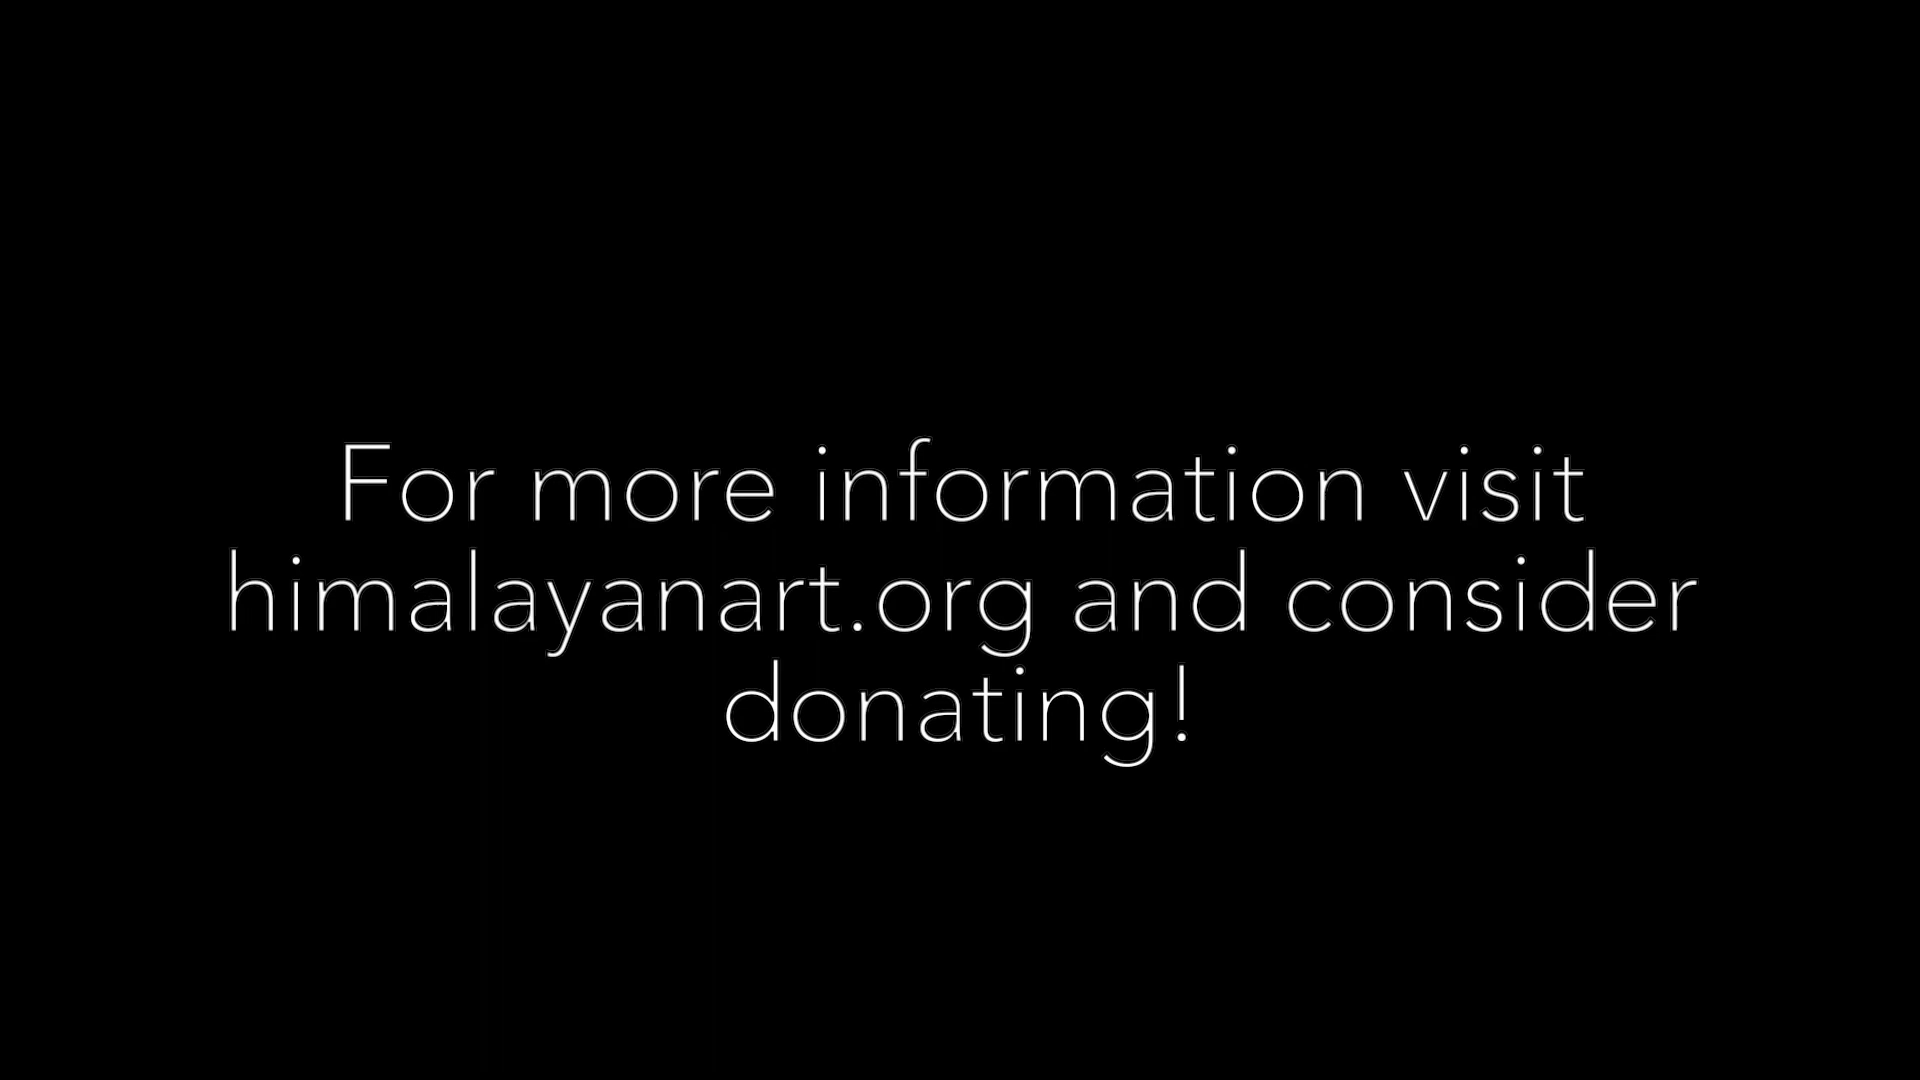 For more information visit
himalayanart.org and consider
donating!